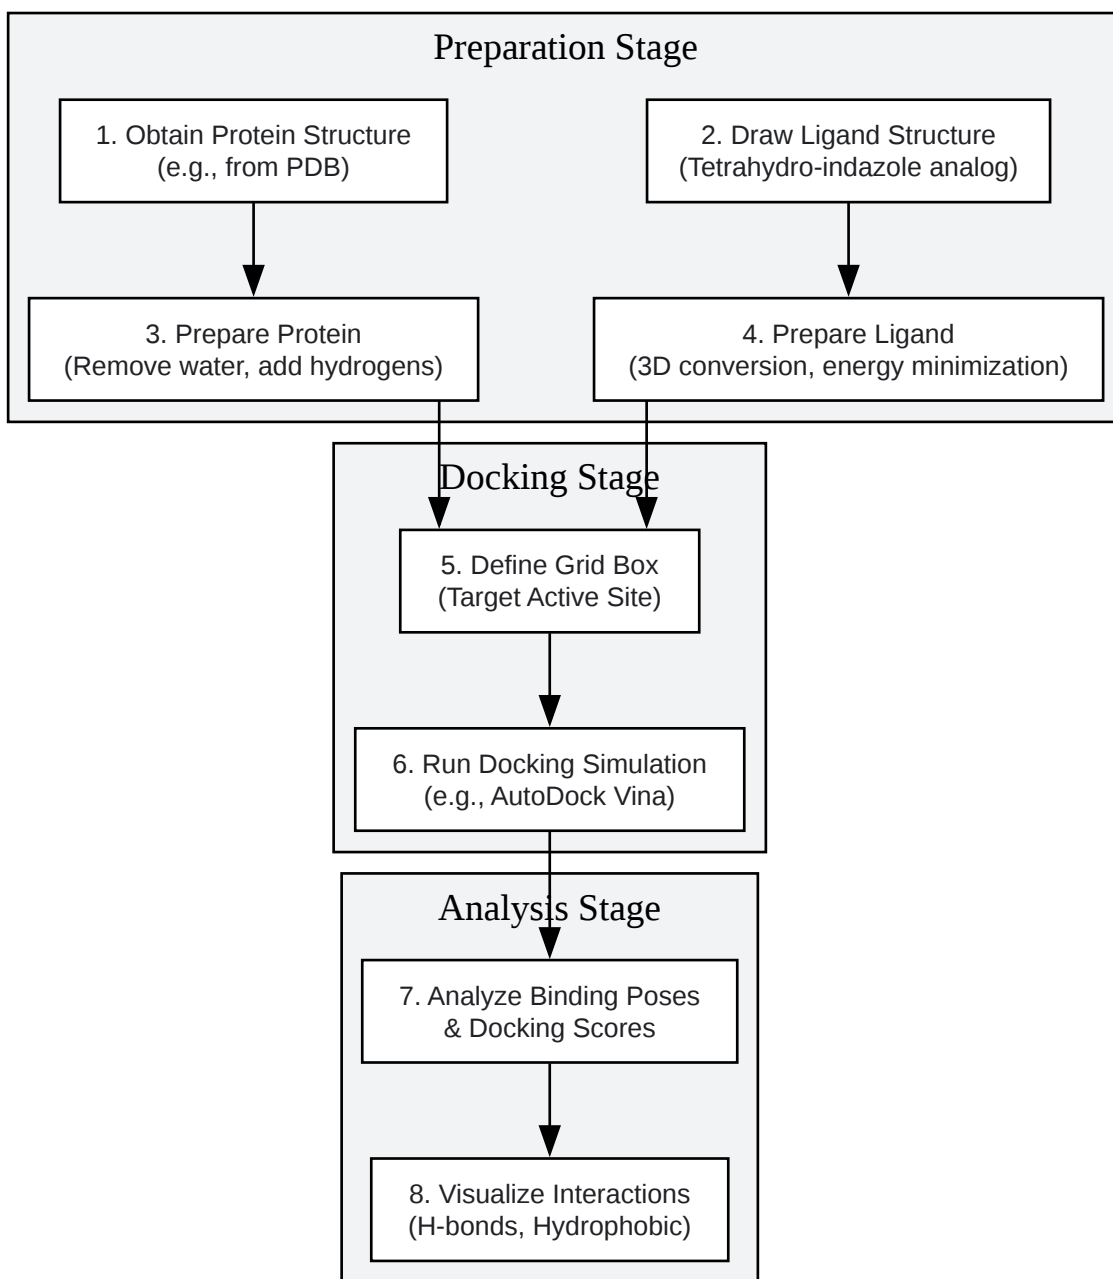 Preparation Stage
1. Obtain Protein Structure
(e.g., from PDB)
2. Draw Ligand Structure
(Tetrahydro-indazole analog)
3. Prepare Protein
(Remove water, add hydrogens)
4. Prepare Ligand
(3D conversion, energy minimization)
Docking Stage
5. Define Grid Box
(Target Active Site)
6. Run Docking Simulation
(e.g., AutoDock Vina)
Analysis Stage
7. Analyze Binding Poses
& Docking Scores
8. Visualize Interactions
(H-bonds, Hydrophobic)